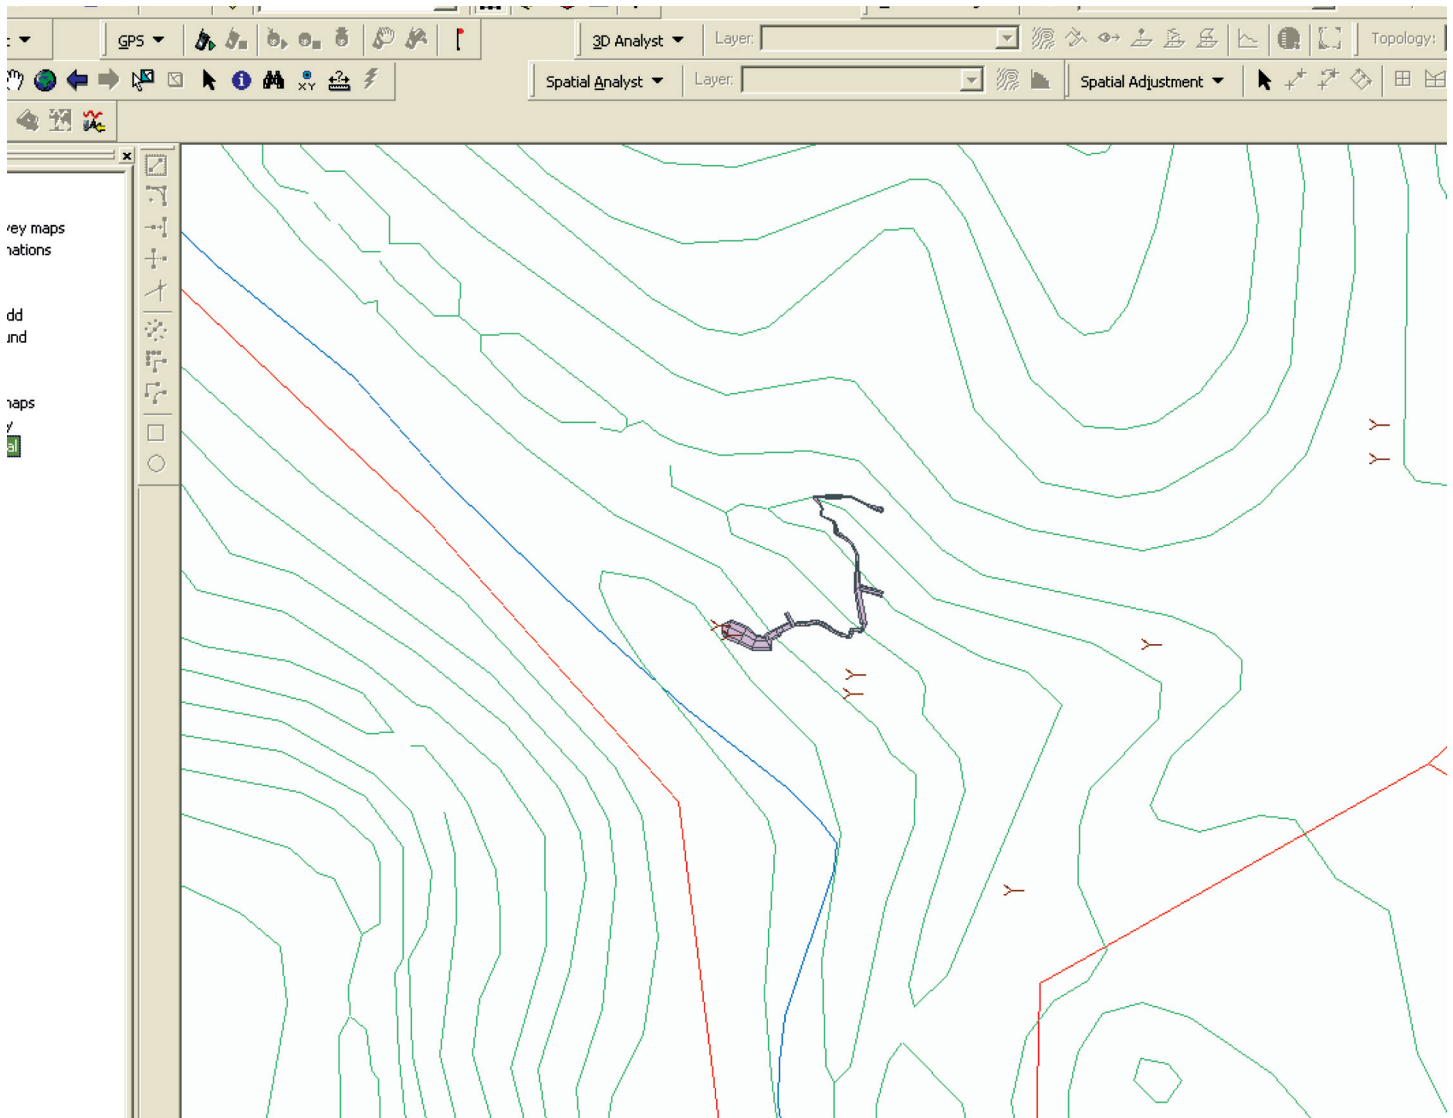 GPS
3D Analyst
Layer:
Topology:
XY
Spatial Analyst
Layer:
Spatial Adjustment
vey maps
nations
dd
und
naps
y
al